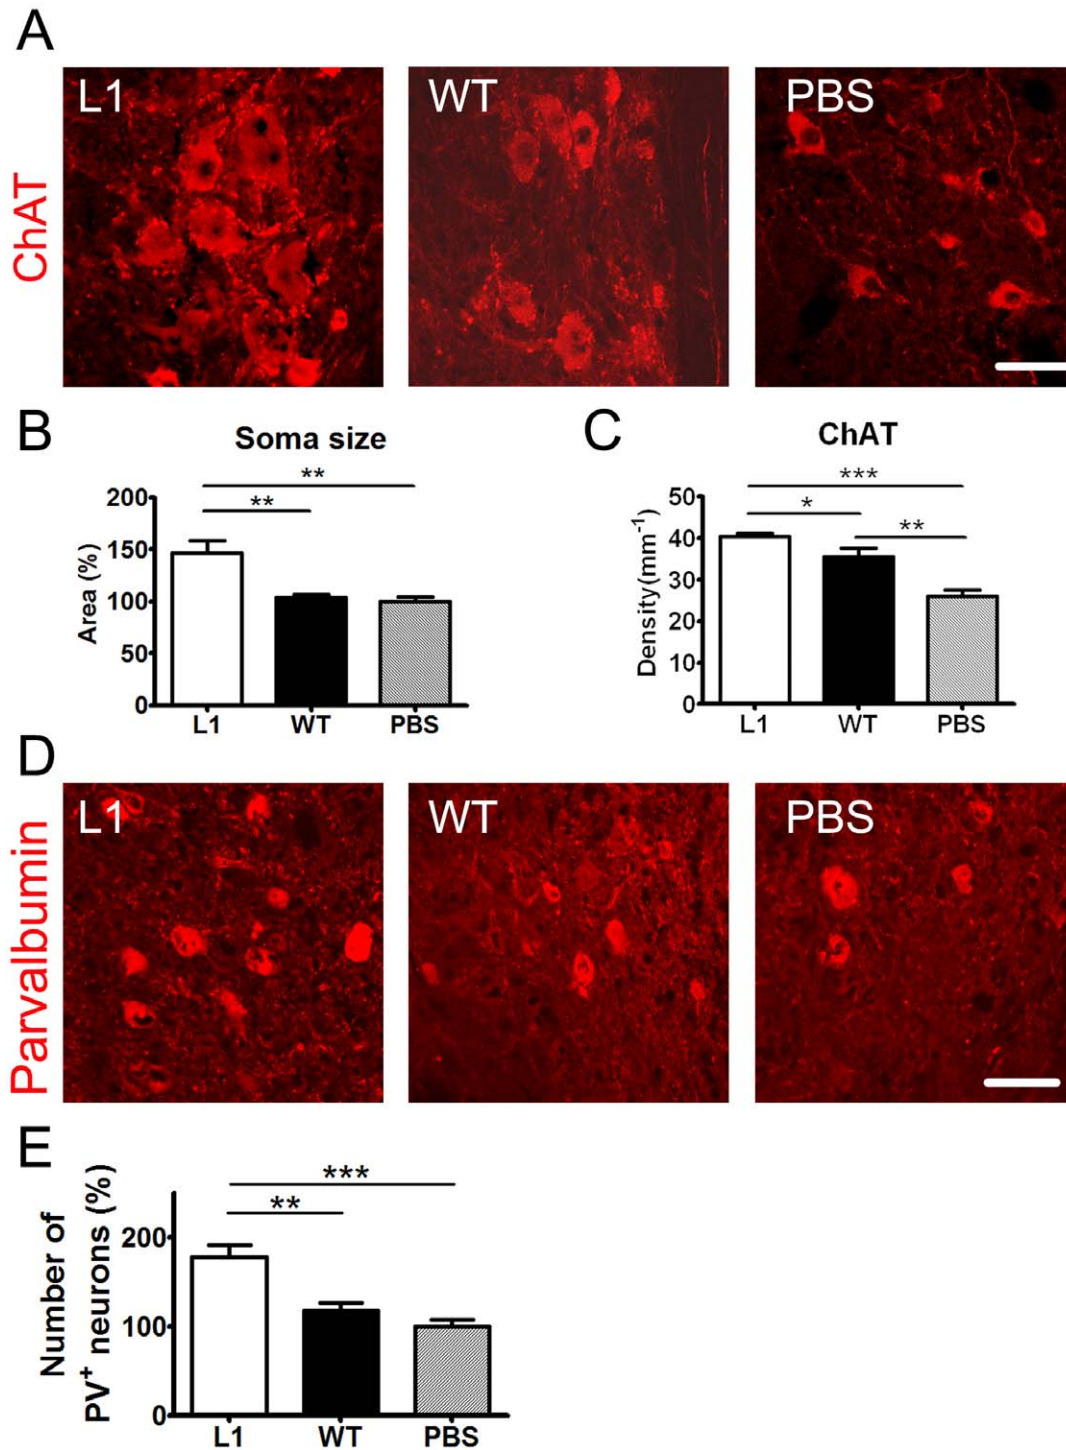 A
L1
WT
PBS
ChAT
B
Soma size
**
**
200
150
100
50
0
Area (%)
L1
WT
PBS
C
ChAT
***
*
**
50
40
30
20
10
0
Density(mm⁻¹)
L1
WT
PBS
D
L1
WT
PBS
Parvalbumin
E
***
**
Number of
PV⁺ neurons (%)
200
100
0
L1
WT
PBS